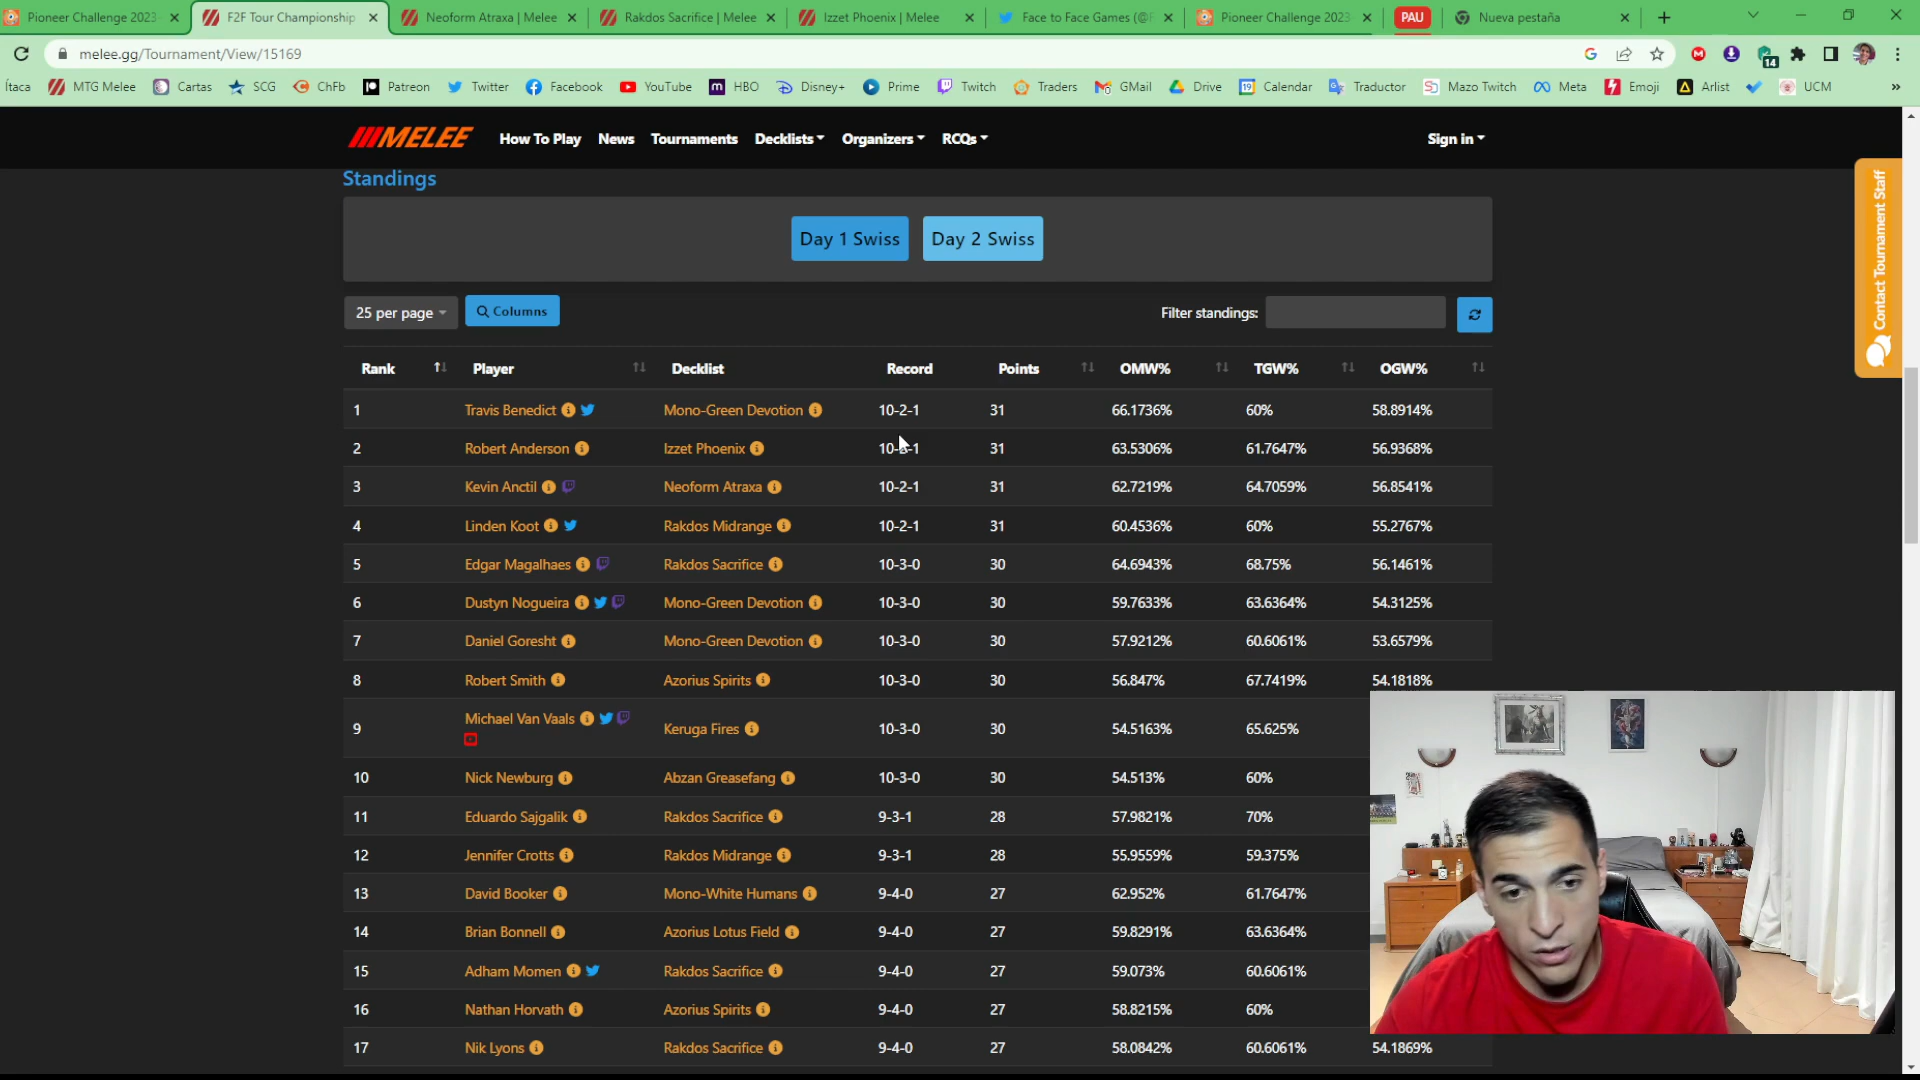 Pioneer Challenge 2023 F2F Tour Championship Neoform Atraxa | Melee Rakdos Sacrifice | Melee Izzet Phoenix | Melee Face to Face Games (@F Pioneer Challenge 2023 PAU Nueva pestaña
melee.gg/Tournament/View/15169 14
Ítaca MTG Melee Cartas SCG ChFb Patreon Twitter Facebook YouTube HBO Disney+ Prime Twitch Traders GMail Drive Calendar Traductor Mazo Twitch Meta Emoji Arlist UCM »
MELEE How To Play News Tournaments Decklists Organizers RCQs Sign in
Standings
Day 1 Swiss Day 2 Swiss
25 per page Columns Filter standings:
Contact Tournament Staff
Rank Player Decklist Record Points OMW% TGW% OGW%
1 Travis Benedict Mono-Green Devotion 10-2-1 31 66.1736% 60% 58.8914%
2 Robert Anderson Izzet Phoenix 10-2-1 31 63.5306% 61.7647% 56.9368%
3 Kevin Anctil Neoform Atraxa 10-2-1 31 62.7219% 64.7059% 56.8541%
4 Linden Koot Rakdos Midrange 10-2-1 31 60.4536% 60% 55.2767%
5 Edgar Magalhaes Rakdos Sacrifice 10-3-0 30 64.6943% 68.75% 56.1461%
6 Dustyn Nogueira Mono-Green Devotion 10-3-0 30 59.7633% 63.6364% 54.3125%
7 Daniel Goresht Mono-Green Devotion 10-3-0 30 57.9212% 60.6061% 53.6579%
8 Robert Smith Azorius Spirits 10-3-0 30 56.847% 67.7419% 54.1818%
9 Michael Van Vaals Keruga Fires 10-3-0 30 54.5163% 65.625%
10 Nick Newburg Abzan Greasefang 10-3-0 30 54.513% 60%
11 Eduardo Sajgalik Rakdos Sacrifice 9-3-1 28 57.9821% 70%
12 Jennifer Crotts Rakdos Midrange 9-3-1 28 55.9559% 59.375%
13 David Booker Mono-White Humans 9-4-0 27 62.952% 61.7647%
14 Brian Bonnell Azorius Lotus Field 9-4-0 27 59.8291% 63.6364%
15 Adham Momen Rakdos Sacrifice 9-4-0 27 59.073% 60.6061%
16 Nathan Horvath Azorius Spirits 9-4-0 27 58.8215% 60%
17 Nik Lyons Rakdos Sacrifice 9-4-0 27 58.0842% 60.6061% 54.1869%